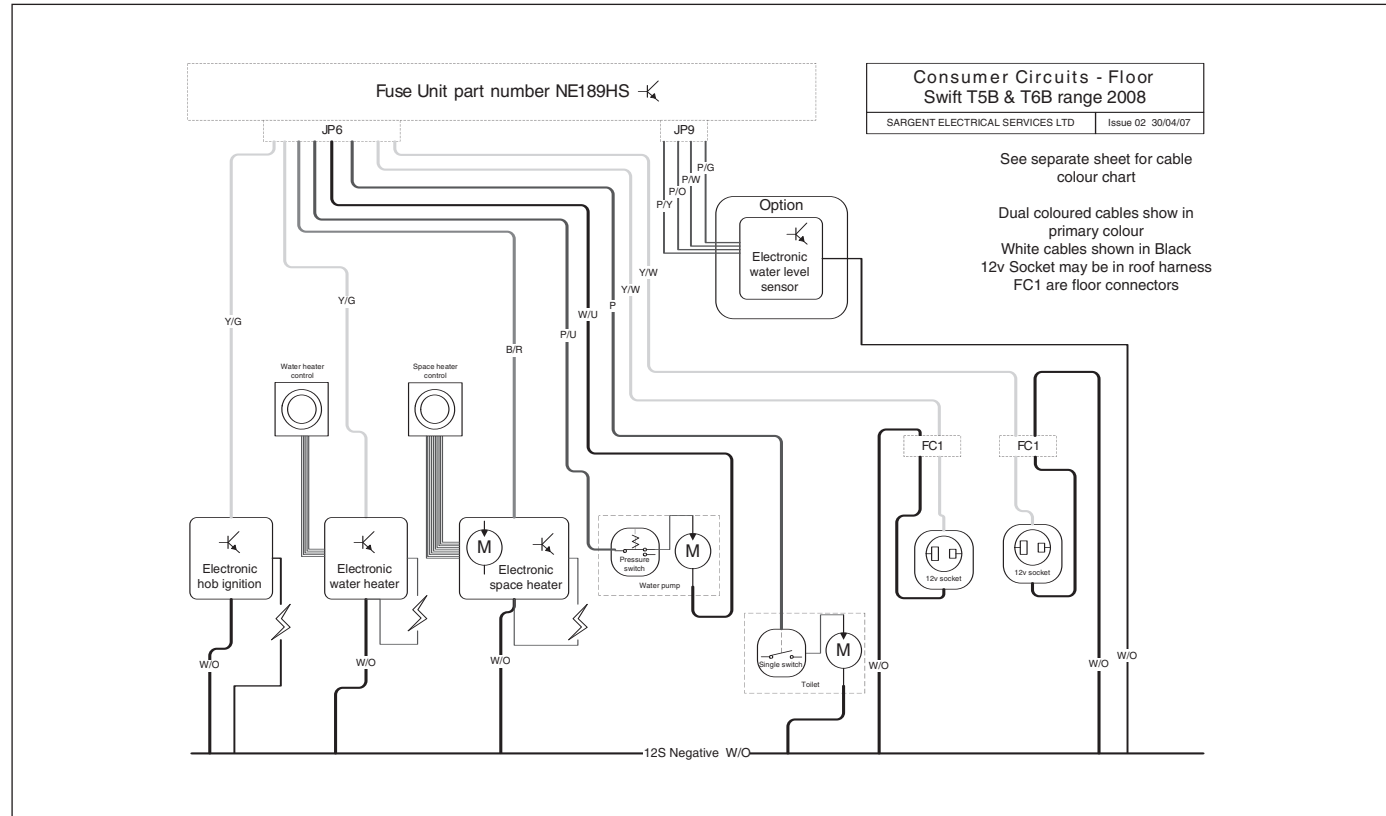 Fuse Unit part number NE189HS
JP6
JP9
Consumer Circuits - Floor
Swift T5B & T6B range 2008
SARGENT ELECTRICAL SERVICES LTD
Issue 02 30/04/07
See separate sheet for cable
colour chart
Dual coloured cables show in
primary colour
White cables shown in Black
12v Socket may be in roof harness
FC1 are floor connectors
P/G
P/W
P/O
P/Y
Option
Electronic
water level
sensor
Y/W
Y/W
P
W/U
P/U
B/R
Y/G
Y/G
Water heater
control
Space heater
control
FC1
FC1
Electronic
hob ignition
Electronic
water heater
M
Electronic
space heater
Pressure
switch
M
Water pump
12v socket
12v socket
Single switch
M
Toilet
W/O
W/O
W/O
W/O
W/O
W/O
12S Negative W/O